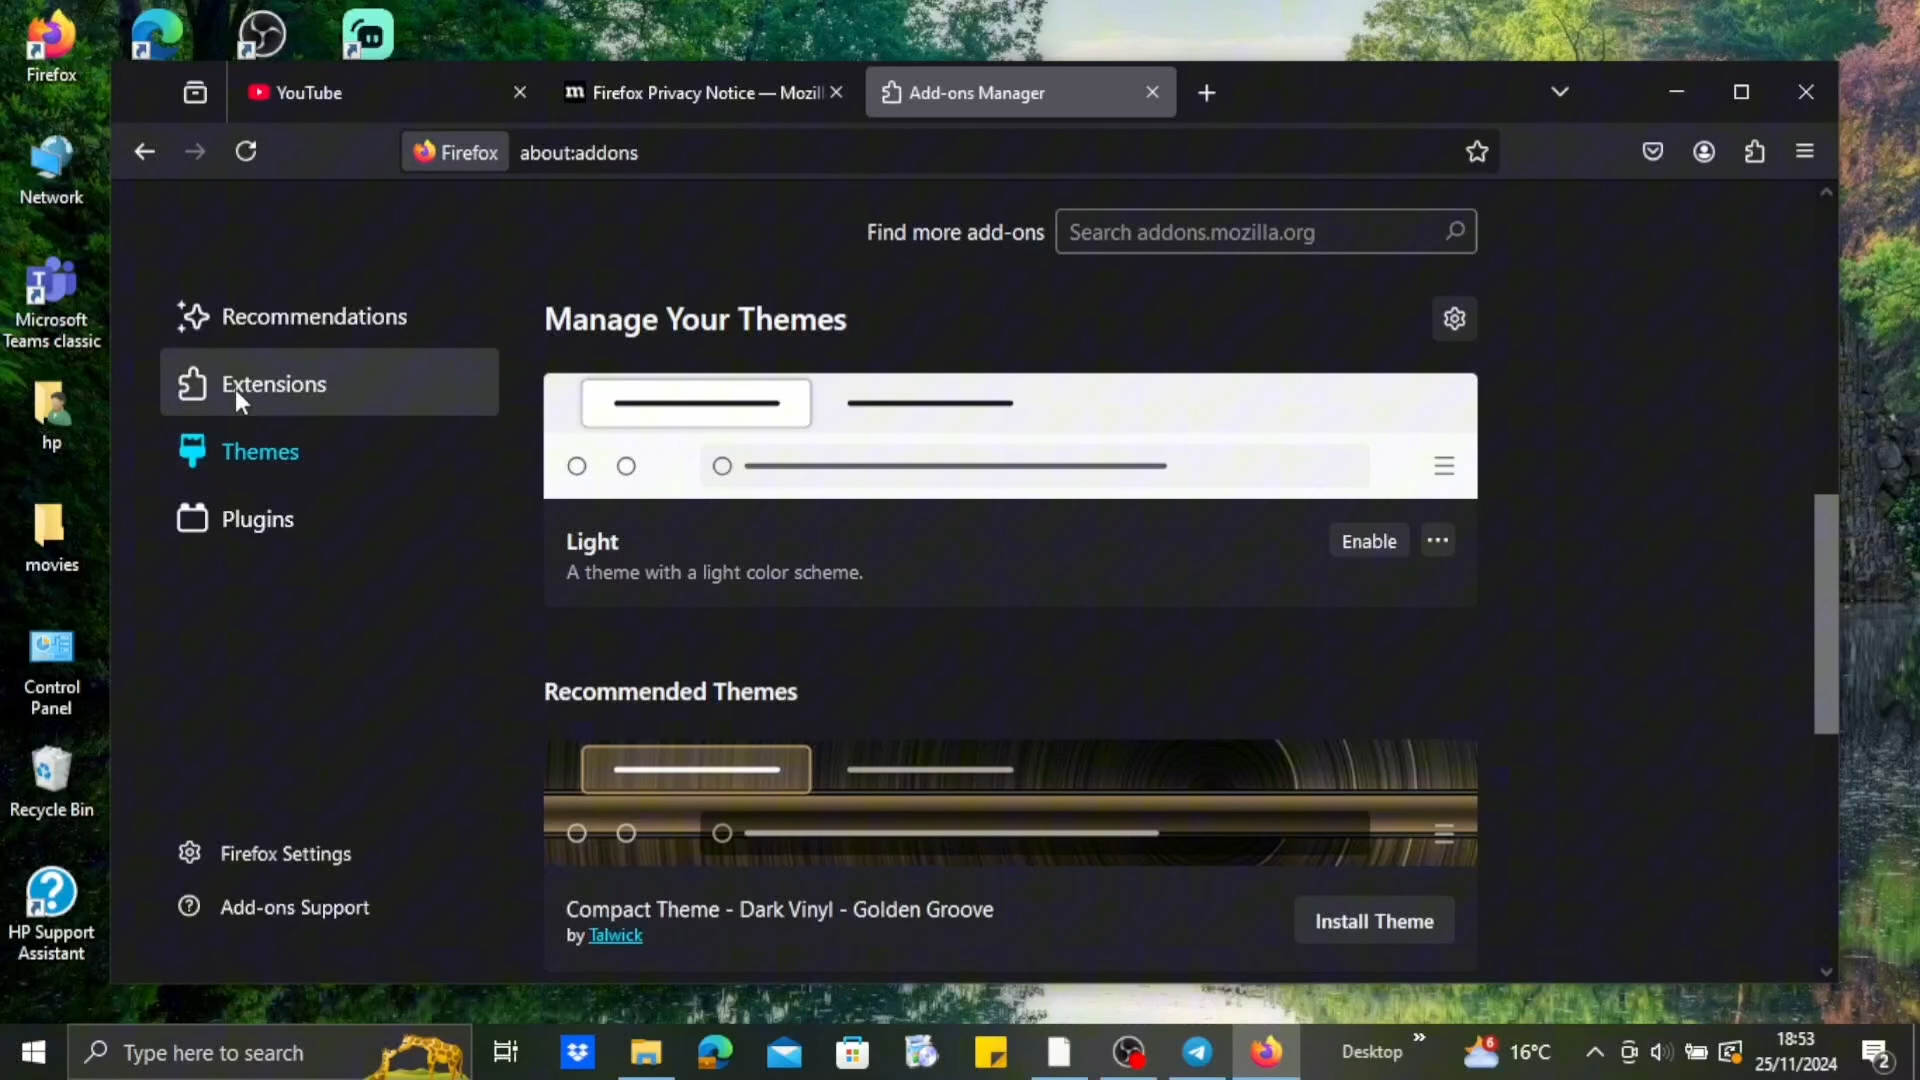 Firefox
YouTube
Firefox Privacy Notice — Mozil
Add-ons Manager
Firefox
about:addons
Network
Find more add-ons
Search addons.mozilla.org
Microsoft
Teams classic
Recommendations
Manage Your Themes
Extensions
hp
Themes
Plugins
Light
Enable
A theme with a light color scheme.
movies
Control
Panel
Recommended Themes
Recycle Bin
Firefox Settings
Add-ons Support
Compact Theme - Dark Vinyl - Golden Groove
by Talwick
Install Theme
HP Support
Assistant
Type here to search
Desktop
6
16°C
18:53
25/11/2024
2